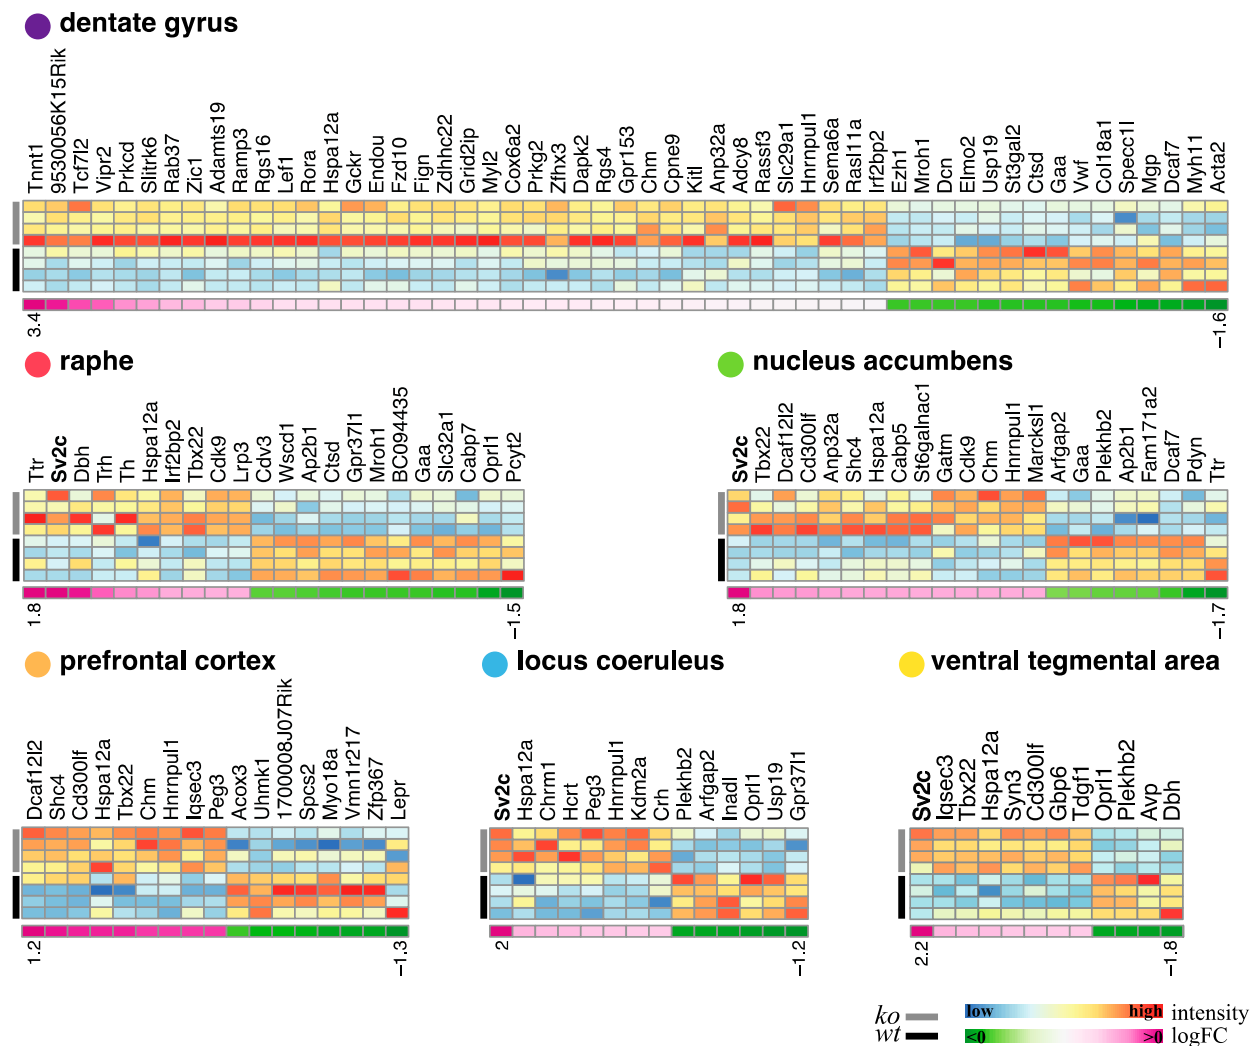 dentate gyrus
Tnnt1 9530056K15Rik Tcf7l2 Vipr2 Prkcd Slitrk6 Rab37 Zic1 Adamts19 Ramp3 Rgs16 Lef1 Rora Hspa12a Gckr Endou Fzd10 Fign Zdhhc22 Grid2ip Myl2 Cox6a2 Prkg2 Zfhx3 Dapk2 Rgs4 Gpr153 Chm Cpne9 Kitl Anp32a Adcy8 Rassf3 Slc29a1 Hnrnpul1 Sema6a Rasl11a Irf2bp2 Ezh1 Mroh1 Dcn Elmo2 Usp19 St3gal2 Ctsd Gaa Vwf Col18a1 Specc1l Mgp Dcaf7 Myh11 Acta2
3.4 −1.6
raphe
Ttr Sv2c Dbh Trh Th Hspa12a Irf2bp2 Tbx22 Cdk9 Lrp3 Cdv3 Wscd1 Ap2b1 Ctsd Gpr37l1 Mroh1 BC094435 Gaa Slc32a1 Cabp7 Oprl1 Pcyt2
1.8 −1.5
nucleus accumbens
Sv2c Tbx22 Dcaf12l2 Cd300lf Anp32a Shc4 Hspa12a Cabp5 St6galnac1 Gatm Cdk9 Chm Hnrnpul1 Marcksl1 Arfgap2 Gaa Plekhb2 Ap2b1 Fam171a2 Dcaf7 Pdyn Ttr
1.8 −1.7
prefrontal cortex
Dcaf12l2 Shc4 Cd300lf Hspa12a Tbx22 Chm Hnrnpul1 Iqsec3 Peg3 Acox3 Uhmk1 1700008J07Rik Spcs2 Myo18a Vmn1r217 Zfp367 Lepr
1.2 −1.3
locus coeruleus
Sv2c Hspa12a Chrm1 Hcrt Peg3 Hnrnpul1 Kdm2a Crh Plekhb2 Arfgap2 Inadl Oprl1 Usp19 Gpr37l1
2 −1.2
ventral tegmental area
Sv2c Iqsec3 Tbx22 Hspa12a Syn3 Cd300lf Gbp6 Tdgf1 Oprl1 Plekhb2 Avp Dbh
2.2 −1.8
ko low high intensity
wt <0 >0 logFC